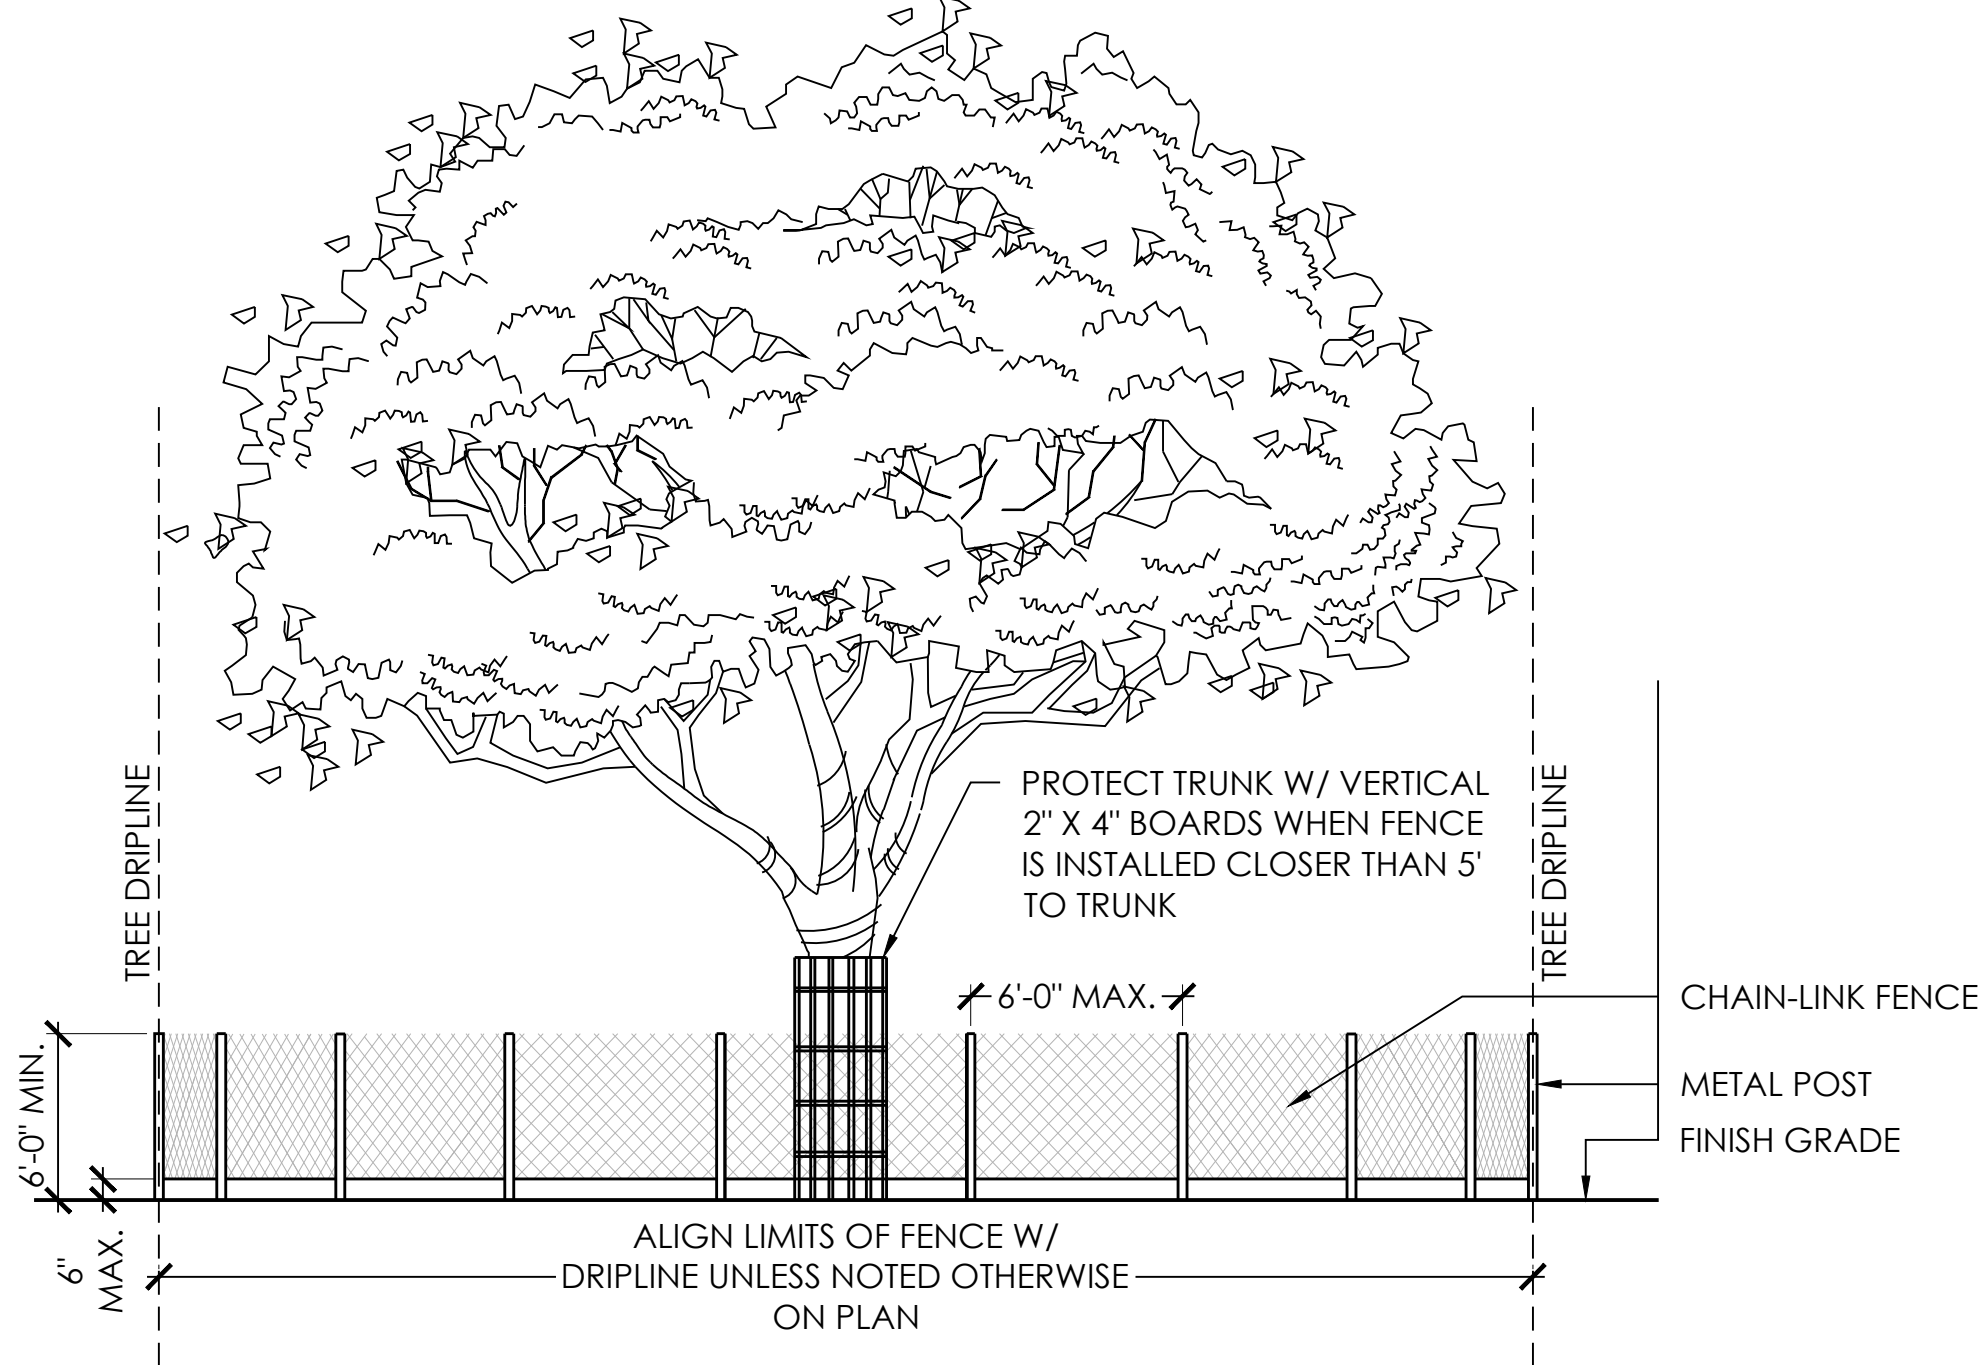 PROTECT TRUNK W/ VERTICAL
2" X 4" BOARDS WHEN FENCE
IS INSTALLED CLOSER THAN 5'
TO TRUNK
TREE DRIPLINE
TREE DRIPLINE
6'-0" MAX.
CHAIN-LINK FENCE
METAL POST
FINISH GRADE
6'-0" MIN.
6"
MAX.
ALIGN LIMITS OF FENCE W/
DRIPLINE UNLESS NOTED OTHERWISE
ON PLAN